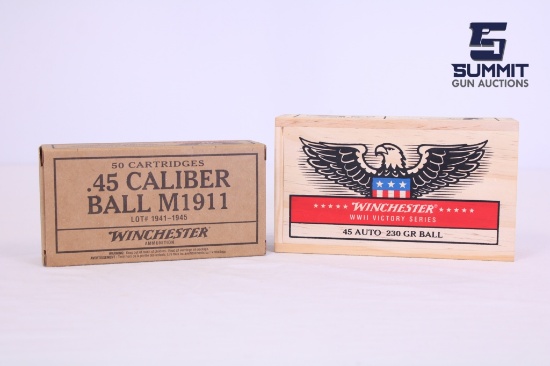 SUMMIT
GUN AUCTIONS
50 CARTRIDGES
.45 CALIBER
BALL M1911
LOT# 1941-1945
WINCHESTER
AMMUNITION
WINCHESTER
WWII VICTORY SERIES
45 AUTO 230 GR BALL